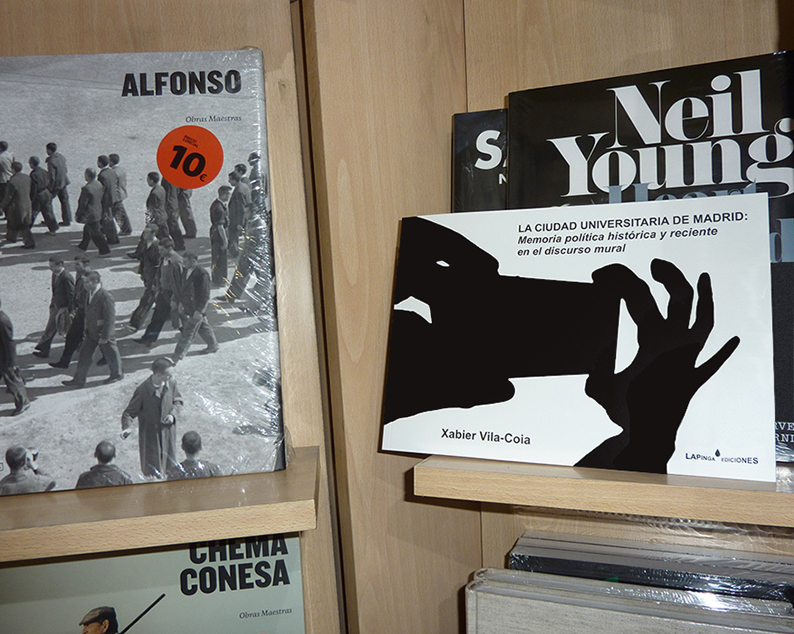 ALFONSO
Obras Maestras
10€
Neil
Young
LA CIUDAD UNIVERSITARIA DE MADRID:
Memoria política histórica y reciente
en el discurso mural
Xabier Vila-Coia
LAPINGA EDICIONES
CHEMA
CONESA
Obras Maestras